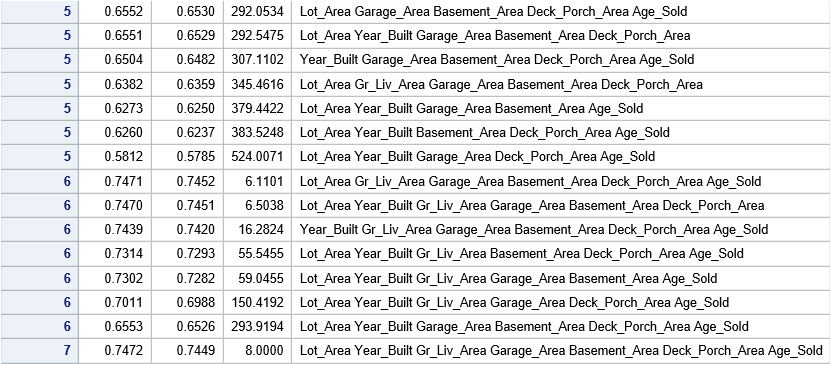 5 0.6552 0.6530 292.0534 Lot_Area Garage_Area Basement_Area Deck_Porch_Area Age_Sold
5 0.6551 0.6529 292.5475 Lot_Area Year_Built Garage_Area Basement_Area Deck_Porch_Area
5 0.6504 0.6482 307.1102 Year_Built Garage_Area Basement_Area Deck_Porch_Area Age_Sold
5 0.6382 0.6359 345.4616 Lot_Area Gr_Liv_Area Garage_Area Basement_Area Deck_Porch_Area
5 0.6273 0.6250 379.4422 Lot_Area Year_Built Garage_Area Basement_Area Age_Sold
5 0.6260 0.6237 383.5248 Lot_Area Year_Built Basement_Area Deck_Porch_Area Age_Sold
5 0.5812 0.5785 524.0071 Lot_Area Year_Built Garage_Area Deck_Porch_Area Age_Sold
6 0.7471 0.7452 6.1101 Lot_Area Gr_Liv_Area Garage_Area Basement_Area Deck_Porch_Area Age_Sold
6 0.7470 0.7451 6.5038 Lot_Area Year_Built Gr_Liv_Area Garage_Area Basement_Area Deck_Porch_Area
6 0.7439 0.7420 16.2824 Year_Built Gr_Liv_Area Garage_Area Basement_Area Deck_Porch_Area Age_Sold
6 0.7314 0.7293 55.5455 Lot_Area Year_Built Gr_Liv_Area Basement_Area Deck_Porch_Area Age_Sold
6 0.7302 0.7282 59.0455 Lot_Area Year_Built Gr_Liv_Area Garage_Area Basement_Area Age_Sold
6 0.7011 0.6988 150.4192 Lot_Area Year_Built Gr_Liv_Area Garage_Area Deck_Porch_Area Age_Sold
6 0.6553 0.6526 293.9194 Lot_Area Year_Built Garage_Area Basement_Area Deck_Porch_Area Age_Sold
7 0.7472 0.7449 8.0000 Lot_Area Year_Built Gr_Liv_Area Garage_Area Basement_Area Deck_Porch_Area Age_Sold